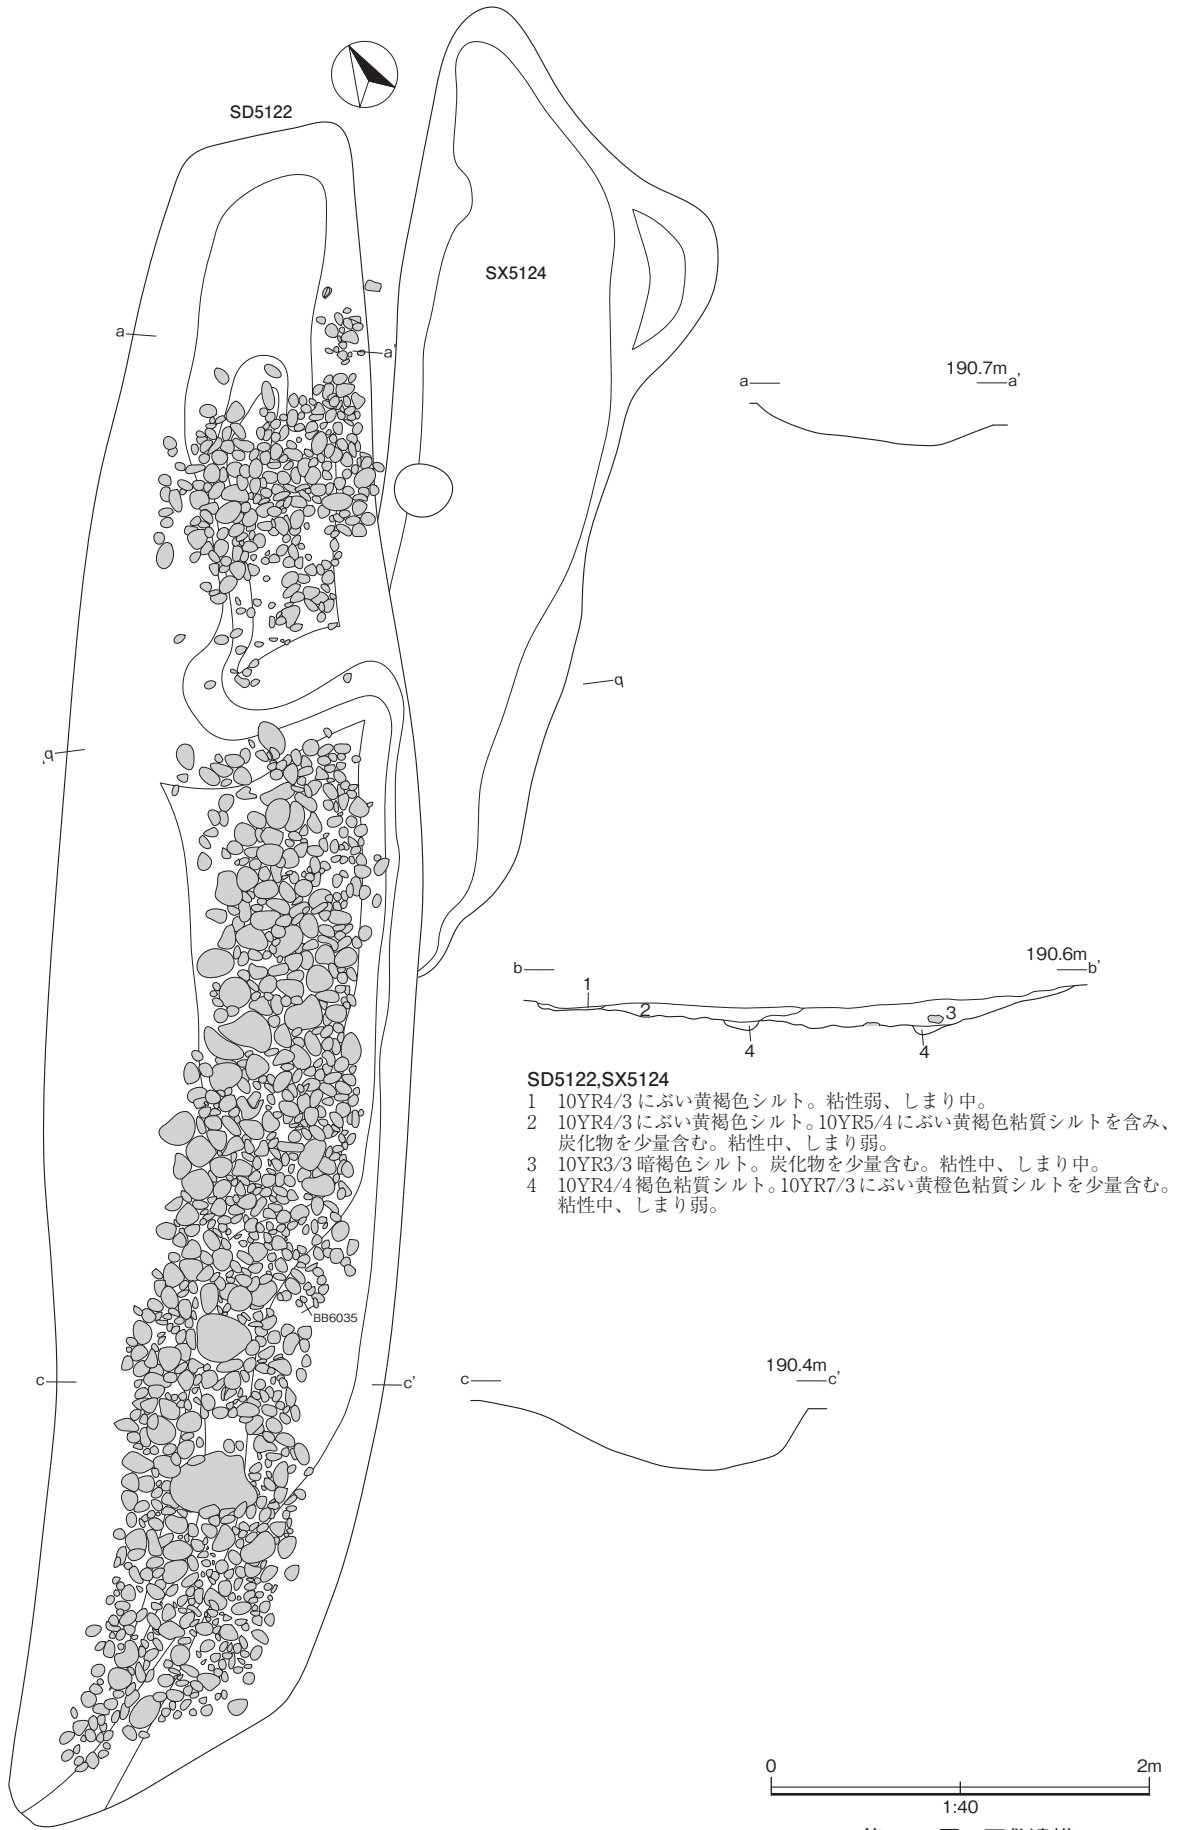 SD5122
SX5124
a
a'
190.7m
a
a'
b
b'
190.6m
b
b'
1
2
3
4
4
SD5122,SX5124
1 10YR4/3 にぶい黄褐色シルト。粘性弱、しまり中。
2 10YR4/3 にぶい黄褐色シルト。10YR5/4 にぶい黄褐色粘質シルトを含み、
炭化物を少量含む。粘性中、しまり弱。
3 10YR3/3 暗褐色シルト。炭化物を少量含む。粘性中、しまり中。
4 10YR4/4 褐色粘質シルト。10YR7/3 にぶい黄橙色粘質シルトを少量含む。
粘性中、しまり弱。
BB6035
c
c'
190.4m
c
c'
0
2m
1:40